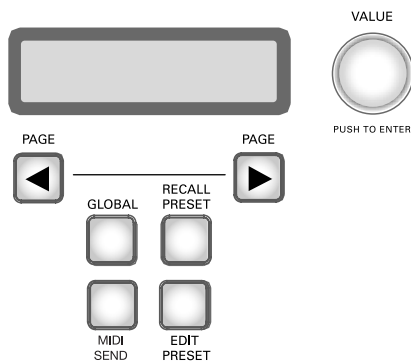 VALUE
PUSH TO ENTER
PAGE
PAGE
GLOBAL
RECALL
PRESET
MIDI
SEND
EDIT
PRESET